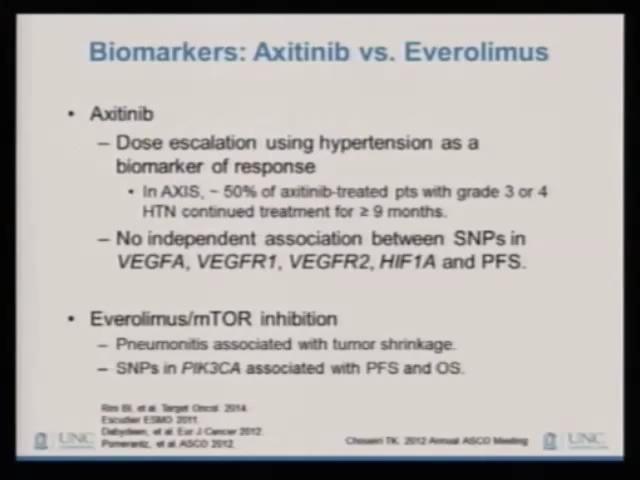 Biomarkers: Axitinib vs. Everolimus
• Axitinib
– Dose escalation using hypertension as a
biomarker of response
• In AXIS, ~ 50% of axitinib-treated pts with grade 3 or 4
HTN continued treatment for ≥ 9 months.
– No independent association between SNPs in
VEGFA, VEGFR1, VEGFR2, HIF1A and PFS.
• Everolimus/mTOR inhibition
– Pneumonitis associated with tumor shrinkage.
– SNPs in PIK3CA associated with PFS and OS.
et al. Target Oncol. 2014.
Escudier ESMO 2011.
et al. Eur J Cancer 2012.
Pomerantz, et al. ASCO 2012.
Choueiri TK. 2012 Annual ASCO Meeting
UNC
UNC